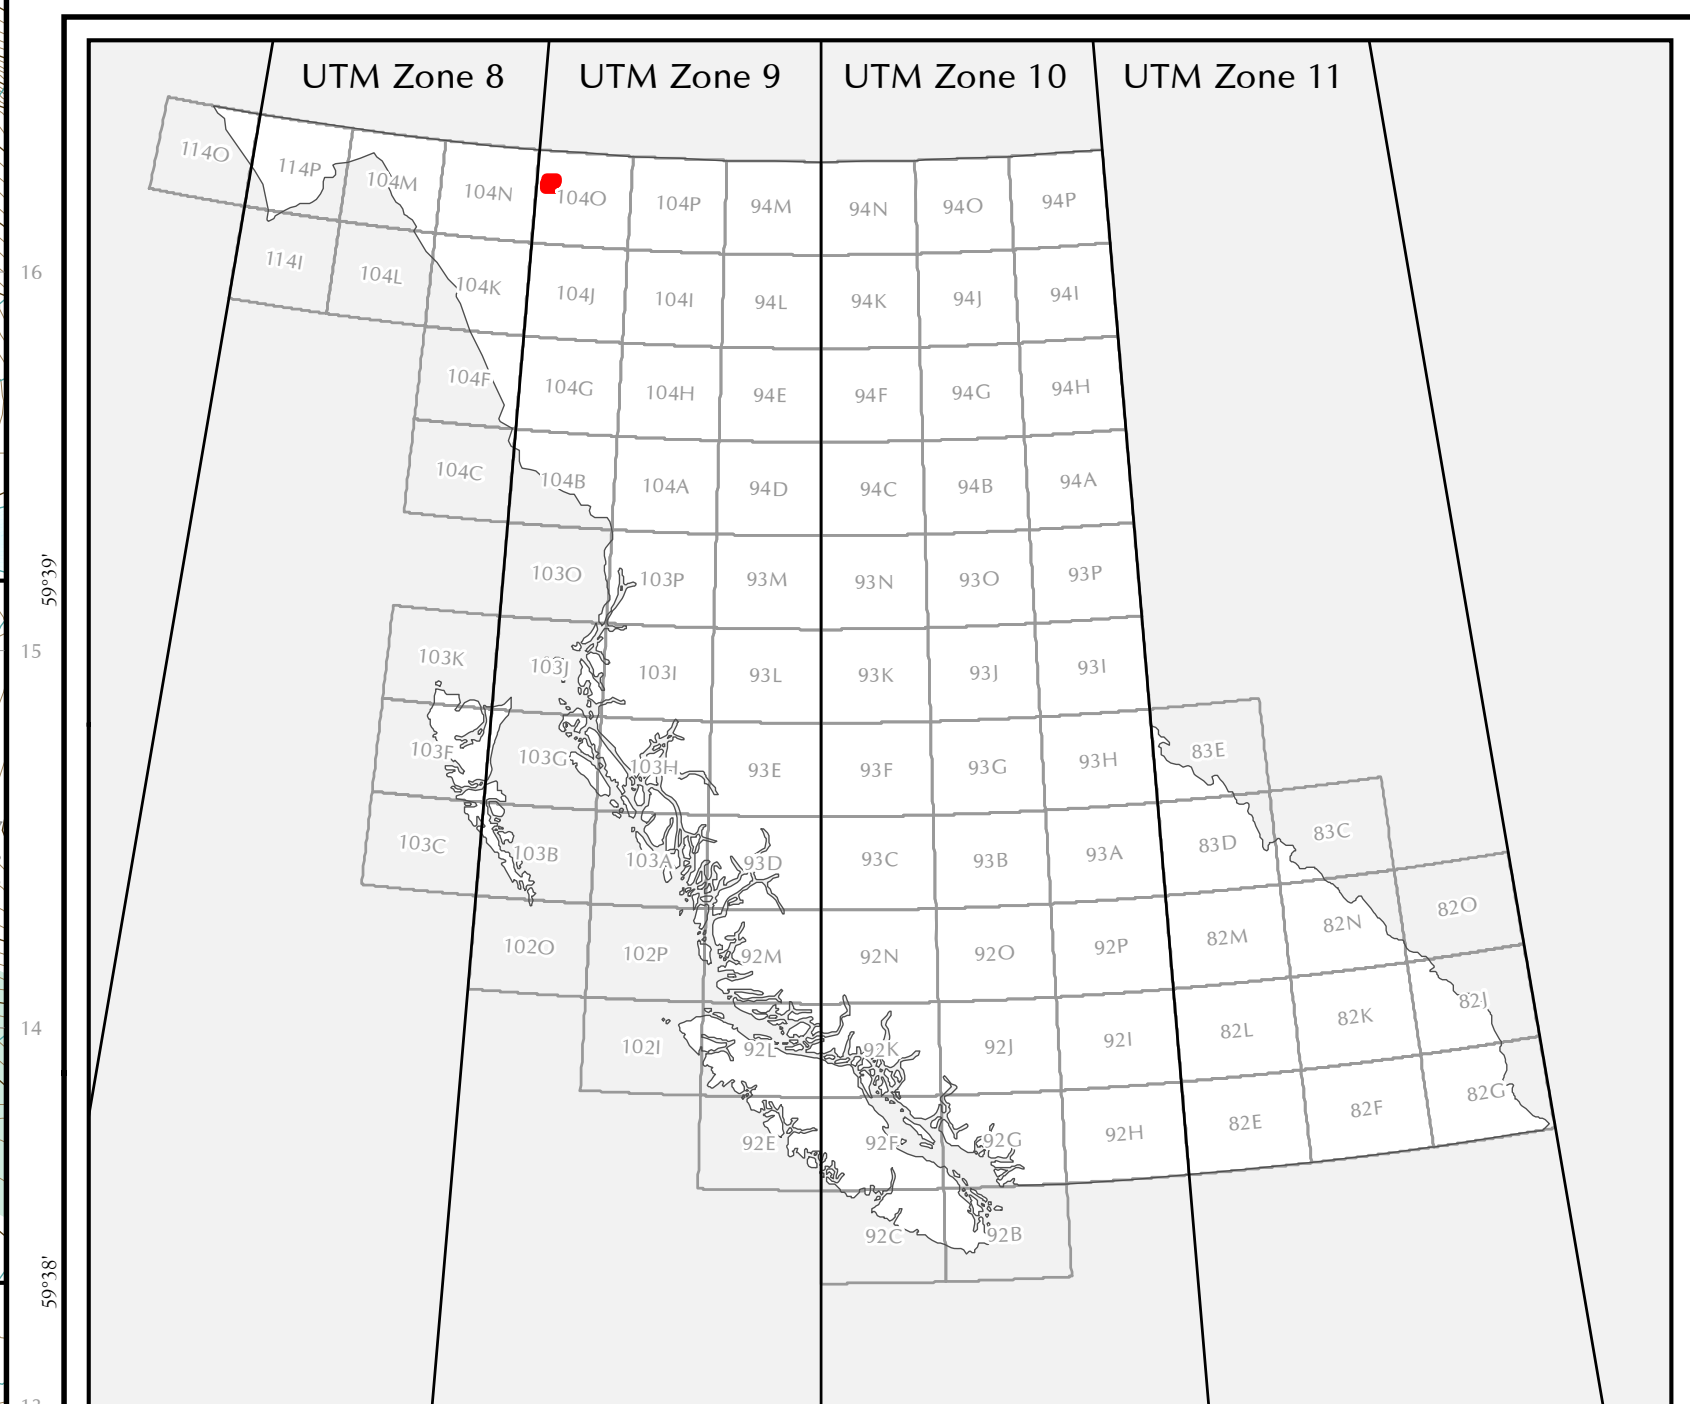 UTM Zone 8 UTM Zone 9 UTM Zone 10 UTM Zone 11
114O 114P 104M 104N 104O 104P 94M 94N 94O 94P
16 114I 104L 104K 104J 104I 94L 94K 94J 94I
104F 104G 104H 94E 94F 94G 94H
104C 104B 104A 94D 94C 94B 94A
59°39'
103O 103P 93M 93N 93O 93P
15 103K 103J 103I 93L 93K 93J 93I
103F 103G 103H 93E 93F 93G 93H 83E
103C 103B 103A 93D 93C 93B 93A 83D 83C
102O 102P 92M 92N 92O 92P 82M 82N 82O
14 102I 92L 92K 92J 92I 82L 82K 82J
92E 92F 92G 92H 82E 82F 82G
92C 92B
59°38'